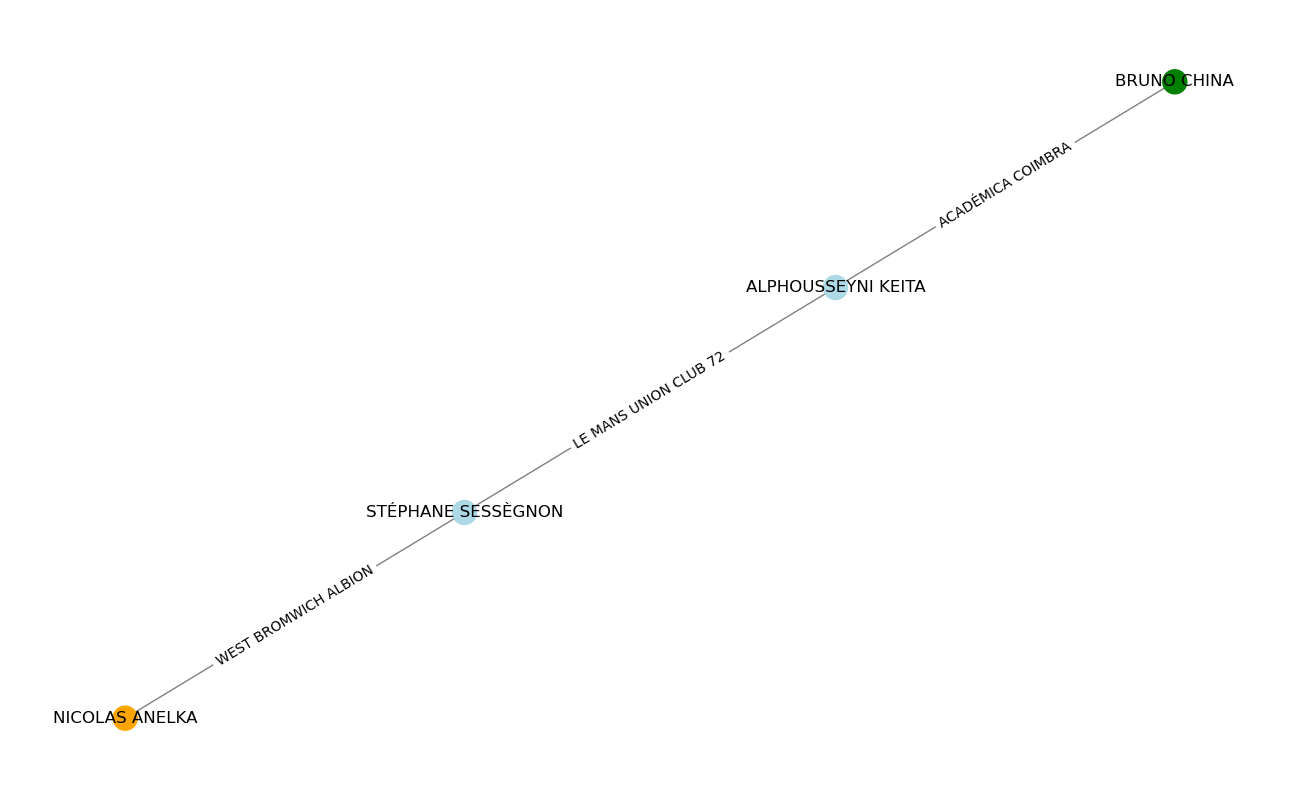 BRUNO CHINA
ACADÉMICA COIMBRA
ALPHOUSSEYNI KEITA
LE MANS UNION CLUB 72
STÉPHANE SESSÈGNON
WEST BROMWICH ALBION
NICOLAS ANELKA